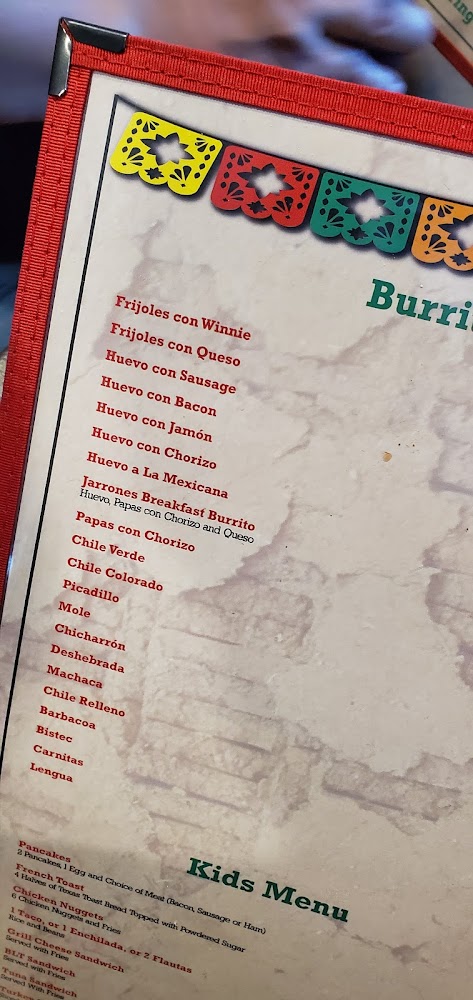 Burri
Frijoles con Winnie
Frijoles con Queso
Huevo con Sausage
Huevo con Bacon
Huevo con Jamón
Huevo con Chorizo
Huevo a La Mexicana
Jarrones Breakfast Burrito
Huevo, Papas con Chorizo and Queso
Papas con Chorizo
Chile Verde
Chile Colorado
Picadillo
Mole
Chicharrón
Deshebrada
Machaca
Chile Relleno
Barbacoa
Bistec
Carnitas
Lengua
Kids Menu
Pancakes
2 Pancakes, 1 Egg and Choice of Meat (Bacon, Sausage or Ham)
French Toast
4 Halves of Texas Toast Bread Topped with Powdered Sugar
Chicken Nuggets
6 Chicken Nuggets and Fries
1 Taco, or 1 Enchilada, or 2 Flautas
Rice and Beans
Grill Cheese Sandwich
Served with Fries
BLT Sandwich
Served with Fries
Tuna Sandwich
Served With Fries